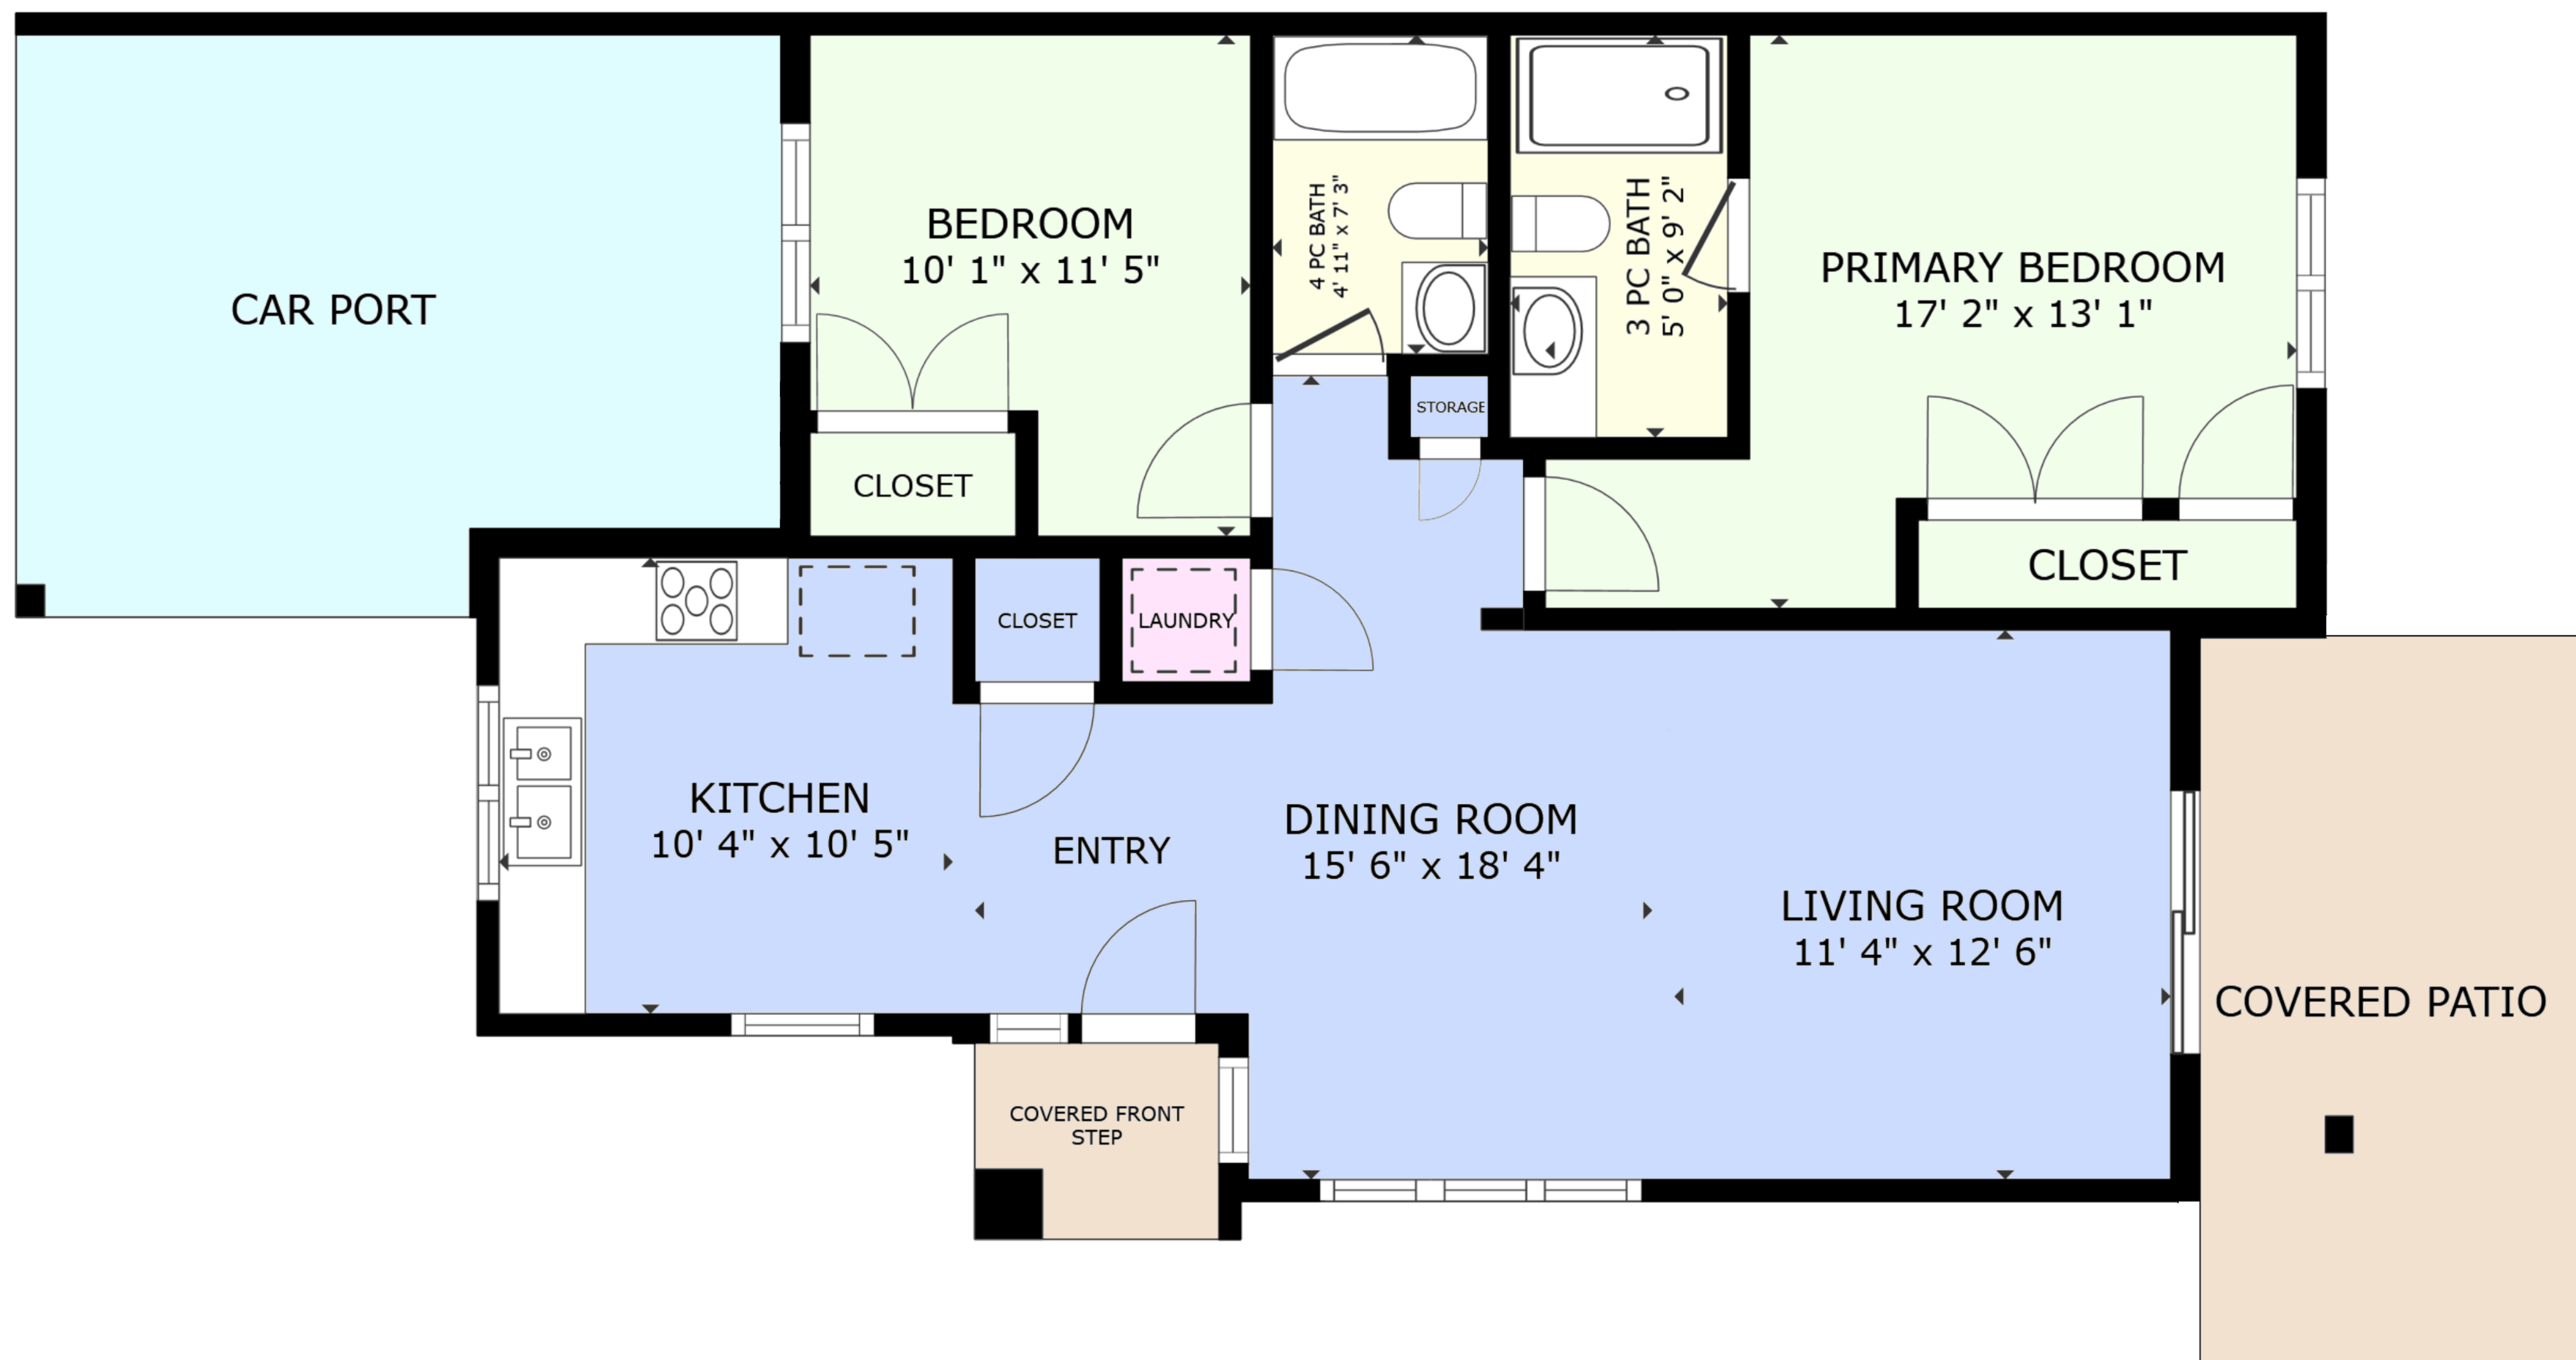 CAR PORT
BEDROOM
10' 1" x 11' 5"
CLOSET
4 PC BATH
4' 11" x 7' 3"
3 PC BATH
5' 0" x 9' 2"
STORAGE
PRIMARY BEDROOM
17' 2" x 13' 1"
CLOSET
CLOSET
LAUNDRY
KITCHEN
10' 4" x 10' 5"
ENTRY
DINING ROOM
15' 6" x 18' 4"
LIVING ROOM
11' 4" x 12' 6"
COVERED PATIO
COVERED FRONT
STEP